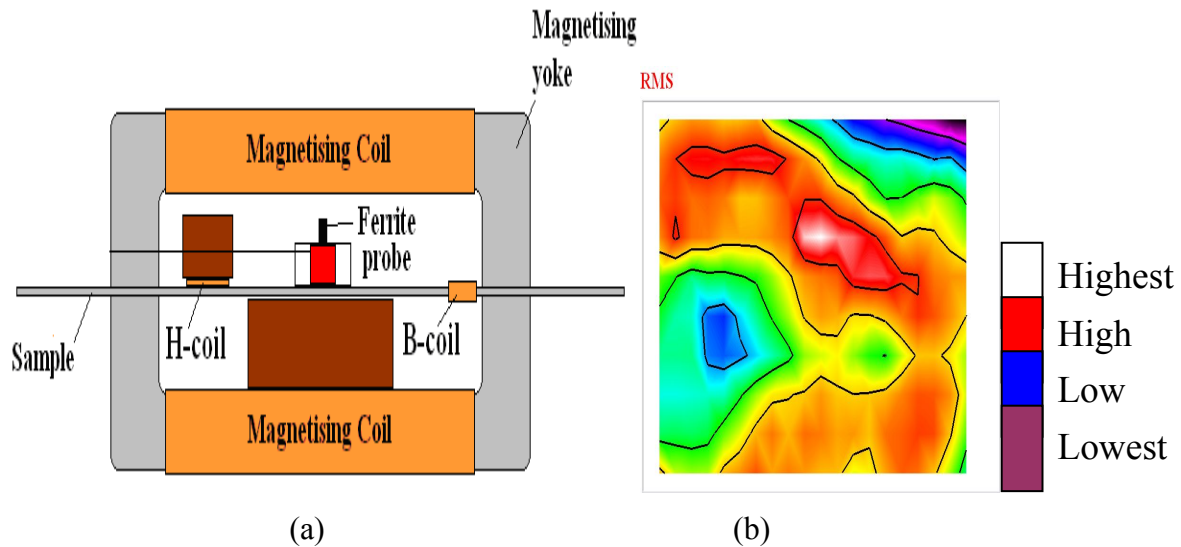 Magnetising
yoke
Magnetising Coil
Ferrite
probe
H-coil
B-coil
Sample
Magnetising Coil
(a)
RMS
Highest
High
Low
Lowest
(b)